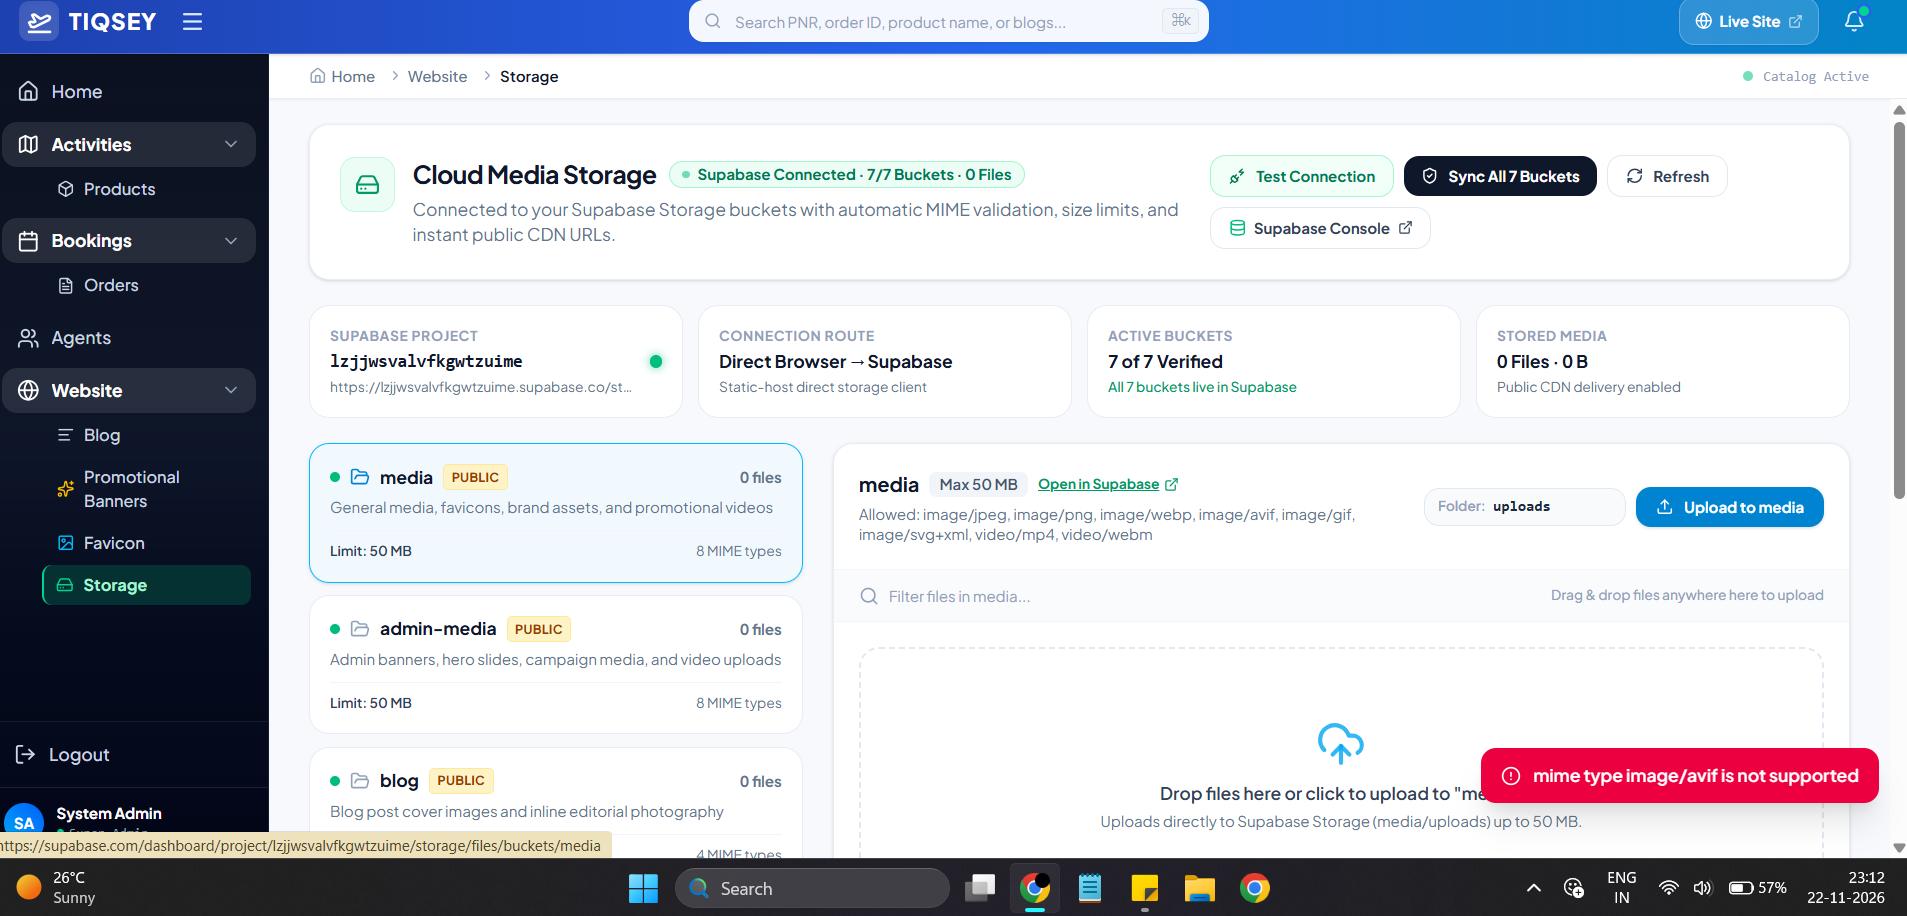 TIQSEY
Search PNR, order ID, product name, or blogs...
⌘K
Live Site
Home
Activities
Products
Bookings
Orders
Agents
Website
Blog
Promotional
Banners
Favicon
Storage
Logout
SA
System Admin
https://supabase.com/dashboard/project/lzjjwsvalvfkgwtzuime/storage/files/buckets/media
Home > Website > Storage
Catalog Active
Cloud Media Storage
Supabase Connected · 7/7 Buckets · 0 Files
Connected to your Supabase Storage buckets with automatic MIME validation, size limits, and
instant public CDN URLs.
Test Connection
Sync All 7 Buckets
Refresh
Supabase Console
SUPABASE PROJECT
lzjjwsvalvfkgwtzuime
https://lzjjwsvalvfkgwtzuime.supabase.co/st...
CONNECTION ROUTE
Direct Browser → Supabase
Static-host direct storage client
ACTIVE BUCKETS
7 of 7 Verified
All 7 buckets live in Supabase
STORED MEDIA
0 Files · 0 B
Public CDN delivery enabled
media PUBLIC 0 files
General media, favicons, brand assets, and promotional videos
Limit: 50 MB 8 MIME types
admin-media PUBLIC 0 files
Admin banners, hero slides, campaign media, and video uploads
Limit: 50 MB 8 MIME types
blog PUBLIC 0 files
Blog post cover images and inline editorial photography
4 MIME types
media Max 50 MB Open in Supabase
Allowed: image/jpeg, image/png, image/webp, image/avif, image/gif,
image/svg+xml, video/mp4, video/webm
Folder: uploads
Upload to media
Filter files in media...
Drag & drop files anywhere here to upload
Drop files here or click to upload to "me
Uploads directly to Supabase Storage (media/uploads) up to 50 MB.
mime type image/avif is not supported
26°C
Sunny
Search
ENG
IN
57%
23:12
22-11-2026